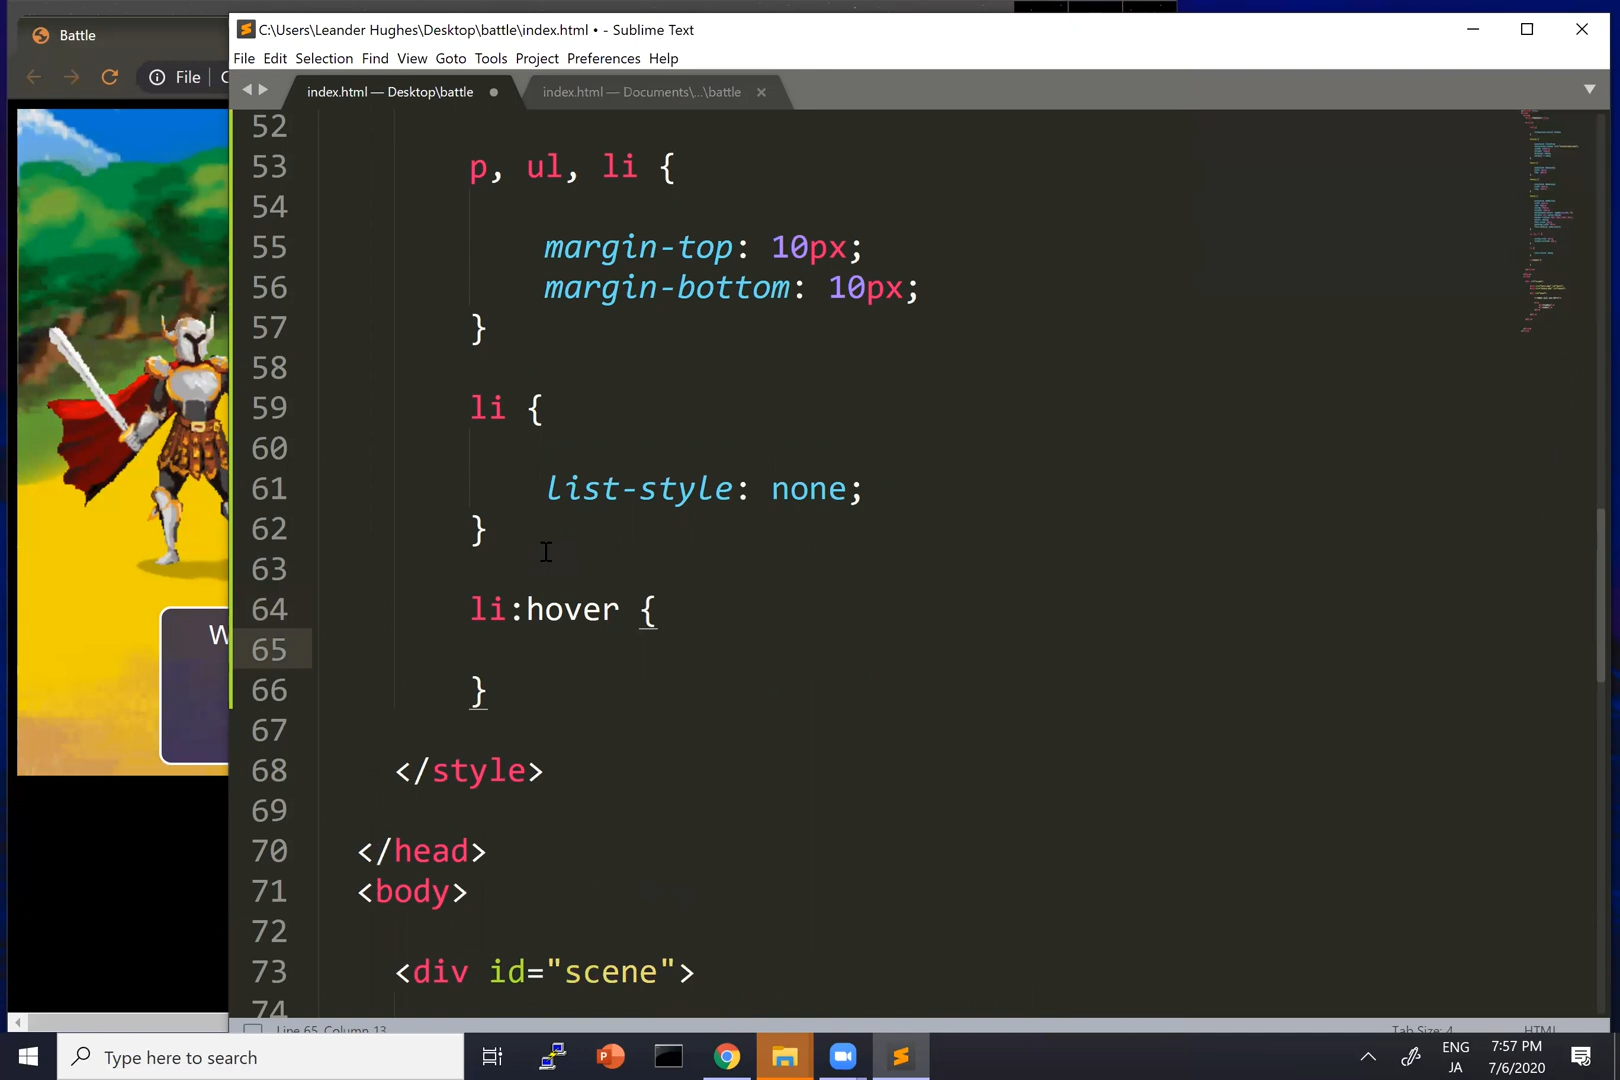 Battle
C:\Users\Leander Hughes\Desktop\battle\index.html • - Sublime Text
File Edit Selection Find View Goto Tools Project Preferences Help
File
index.html — Desktop\battle
index.html — Documents\...\battle
52
53 p, ul, li {
54
55 margin-top: 10px;
56 margin-bottom: 10px;
57 }
58
59 li {
60
61 list-style: none;
62 }
63
64 li:hover {
65
66 }
67
68 </style>
69
70 </head>
71 <body>
72
73 <div id="scene">
74
Line 65, Column 13
Tab Size: 4
HTML
Type here to search
ENG
JA
7:57 PM
7/6/2020